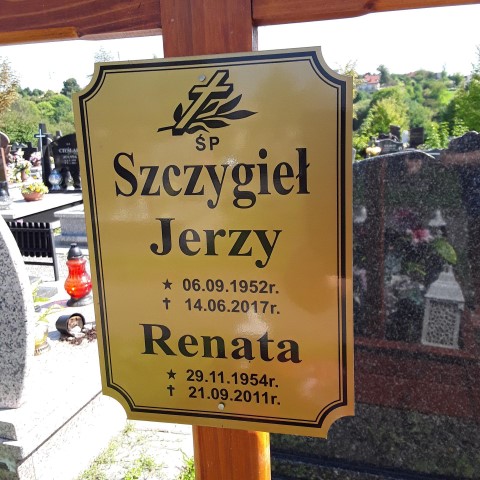 ŚP
Szczygieł
Jerzy
★ 06.09.1952r.
✝ 14.06.2017r.
Renata
★ 29.11.1954r.
✝ 21.09.2011r.